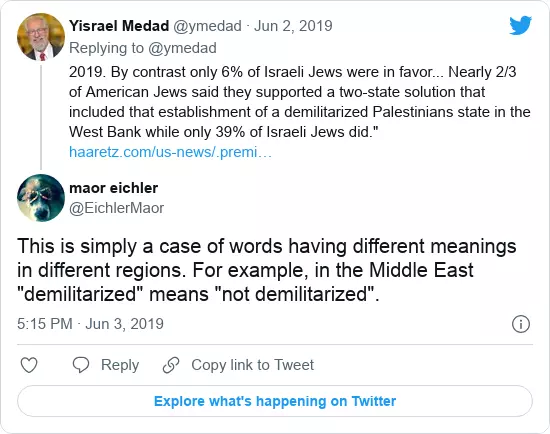 Yisrael Medad @ymedad · Jun 2, 2019
Replying to @ymedad
2019. By contrast only 6% of Israeli Jews were in favor... Nearly 2/3
of American Jews said they supported a two-state solution that
included that establishment of a demilitarized Palestinians state in the
West Bank while only 39% of Israeli Jews did."
haaretz.com/us-news/.premi…
maor eichler
@EichlerMaor
This is simply a case of words having different meanings
in different regions. For example, in the Middle East
"demilitarized" means "not demilitarized".
5:15 PM · Jun 3, 2019
Reply Copy link to Tweet
Explore what's happening on Twitter